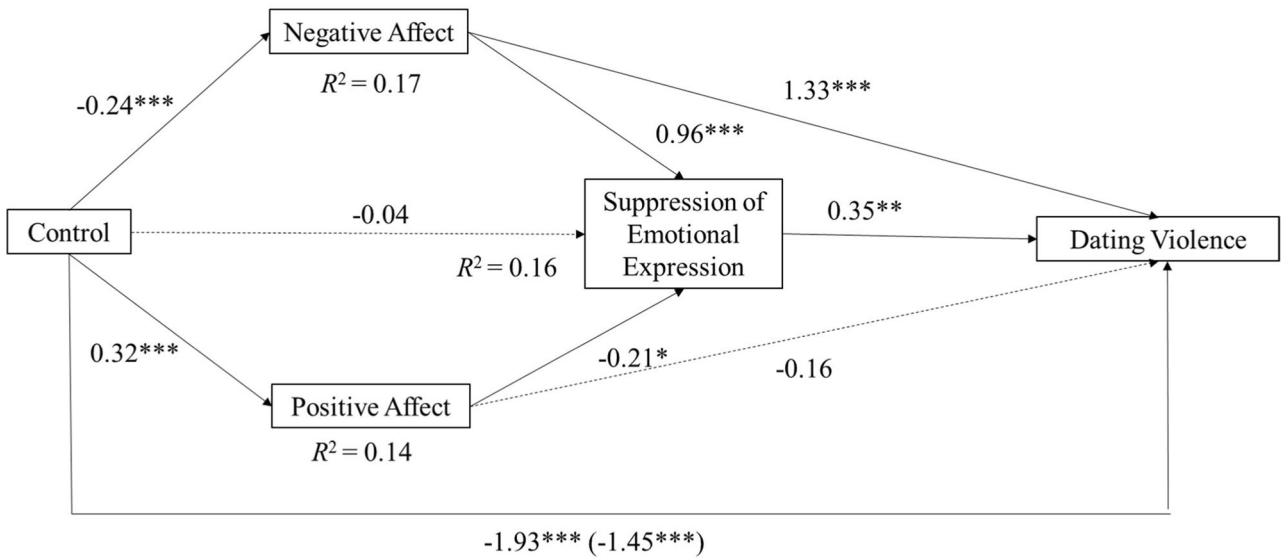 Negative Affect
R² = 0.17
-0.24***
1.33***
0.96***
Control
-0.04
Suppression of
Emotional
Expression
R² = 0.16
0.35**
Dating Violence
0.32***
-0.21*
-0.16
Positive Affect
R² = 0.14
-1.93*** (-1.45***)